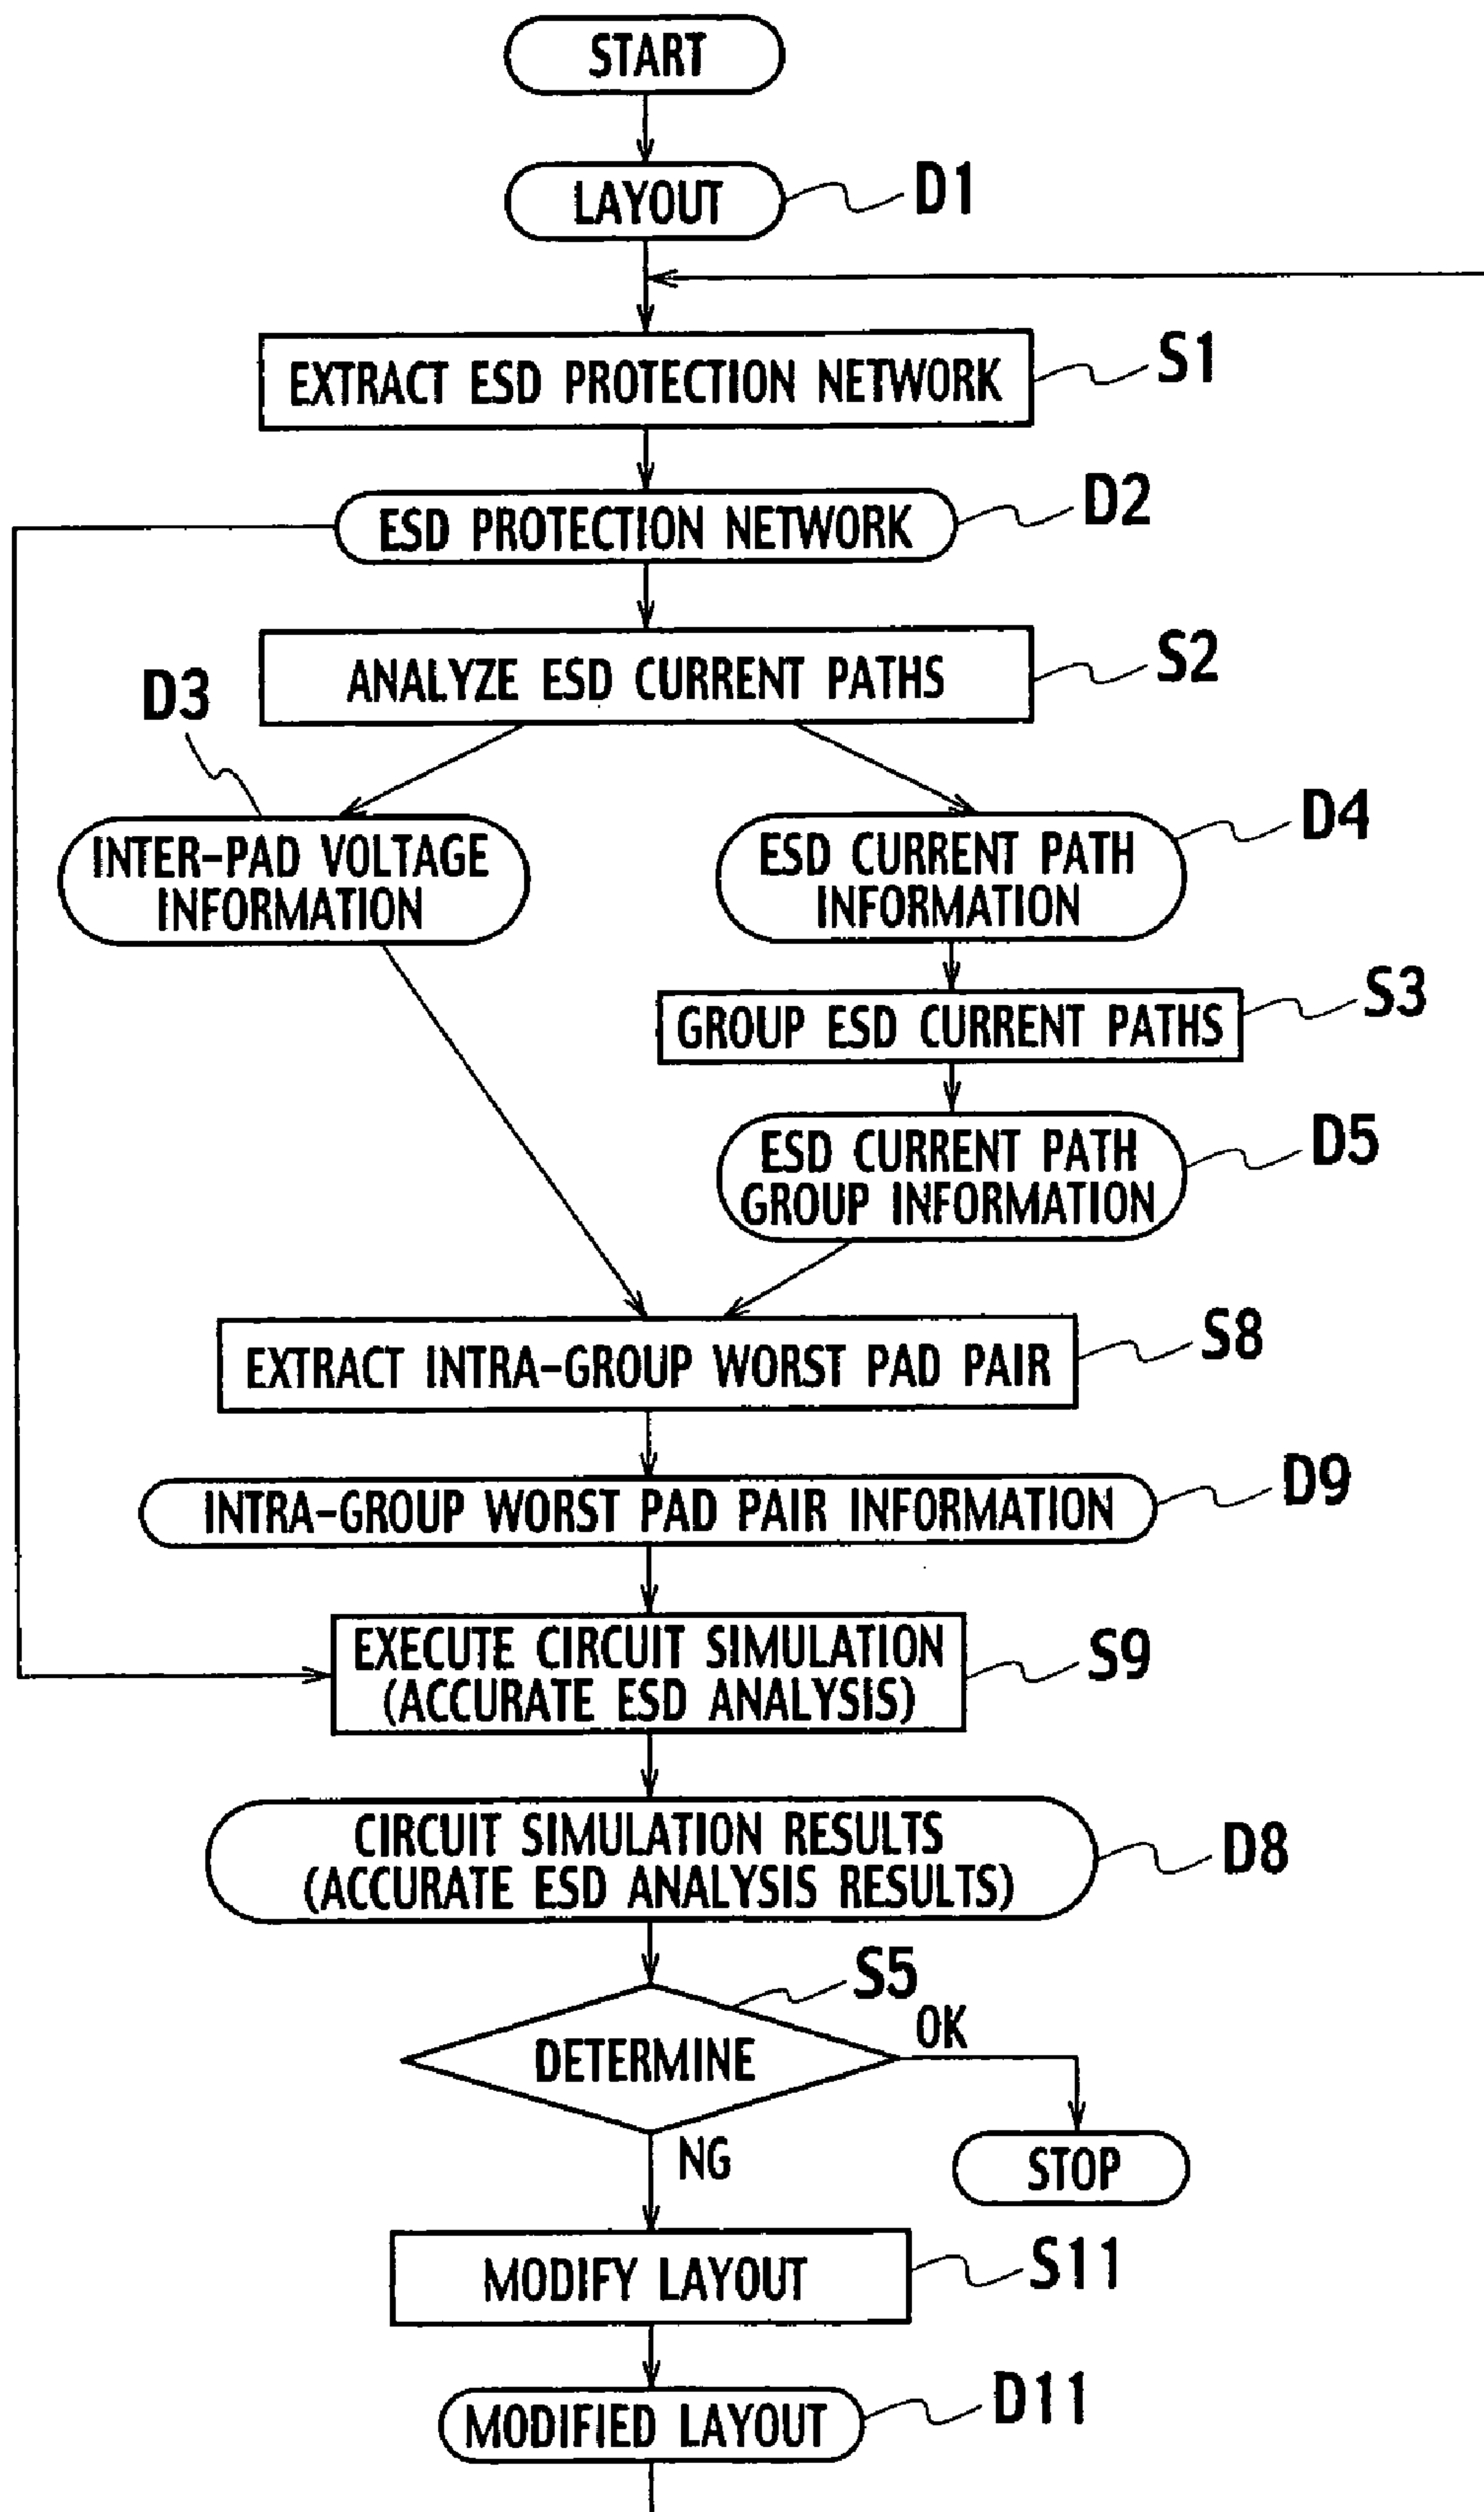 START
LAYOUT
D1
EXTRACT ESD PROTECTION NETWORK
S1
ESD PROTECTION NETWORK
D2
ANALYZE ESD CURRENT PATHS
S2
D3
INTER-PAD VOLTAGE
INFORMATION
ESD CURRENT PATH
INFORMATION
D4
GROUP ESD CURRENT PATHS
S3
ESD CURRENT PATH
GROUP INFORMATION
D5
EXTRACT INTRA-GROUP WORST PAD PAIR
S8
INTRA-GROUP WORST PAD PAIR INFORMATION
D9
EXECUTE CIRCUIT SIMULATION
(ACCURATE ESD ANALYSIS)
S9
CIRCUIT SIMULATION RESULTS
(ACCURATE ESD ANALYSIS RESULTS)
D8
S5
DETERMINE
OK
NG
STOP
MODIFY LAYOUT
S11
MODIFIED LAYOUT
D11